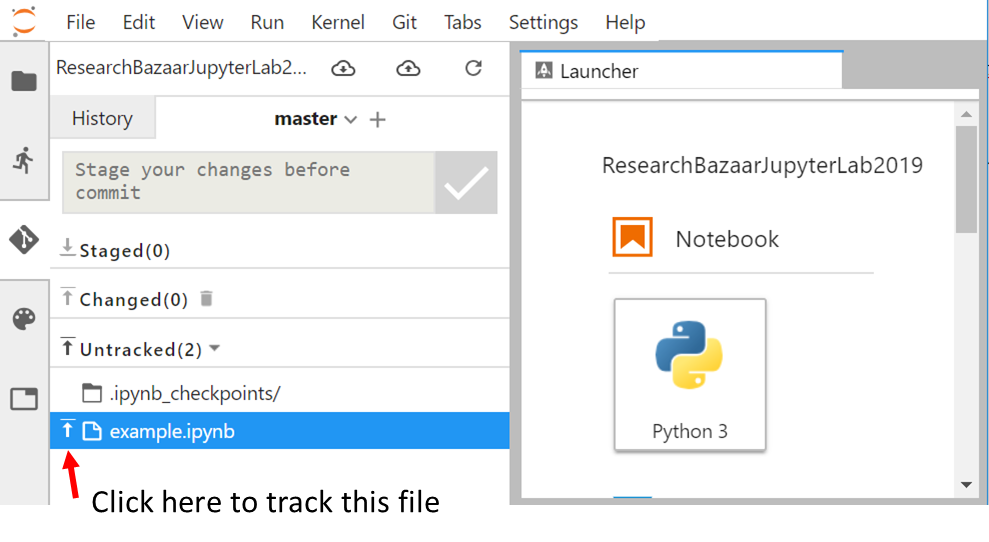 File Edit View Run Kernel Git Tabs Settings Help
ResearchBazaarJupyterLab2...
Launcher
History
master
Stage your changes before
commit
Staged(0)
Changed(0)
Untracked(2)
.ipynb_checkpoints/
example.ipynb
Click here to track this file
ResearchBazaarJupyterLab2019
Notebook
Python 3